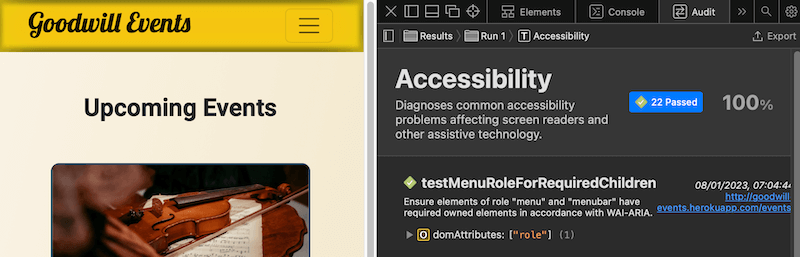 Goodwill Events
Upcoming Events
Elements
Console
Audit
Results
Run 1
T
Accessibility
Export
Accessibility
Diagnoses common accessibility
problems affecting screen readers and
other assistive technology.
22 Passed
100%
testMenuRoleForRequiredChildren
Ensure elements of role "menu" and "menubar" have
required owned elements in accordance with WAI-ARIA.
08/01/2023, 07:04:44
http://goodwill
events.herokuapp.com/events
O domAttributes: ["role"] (1)